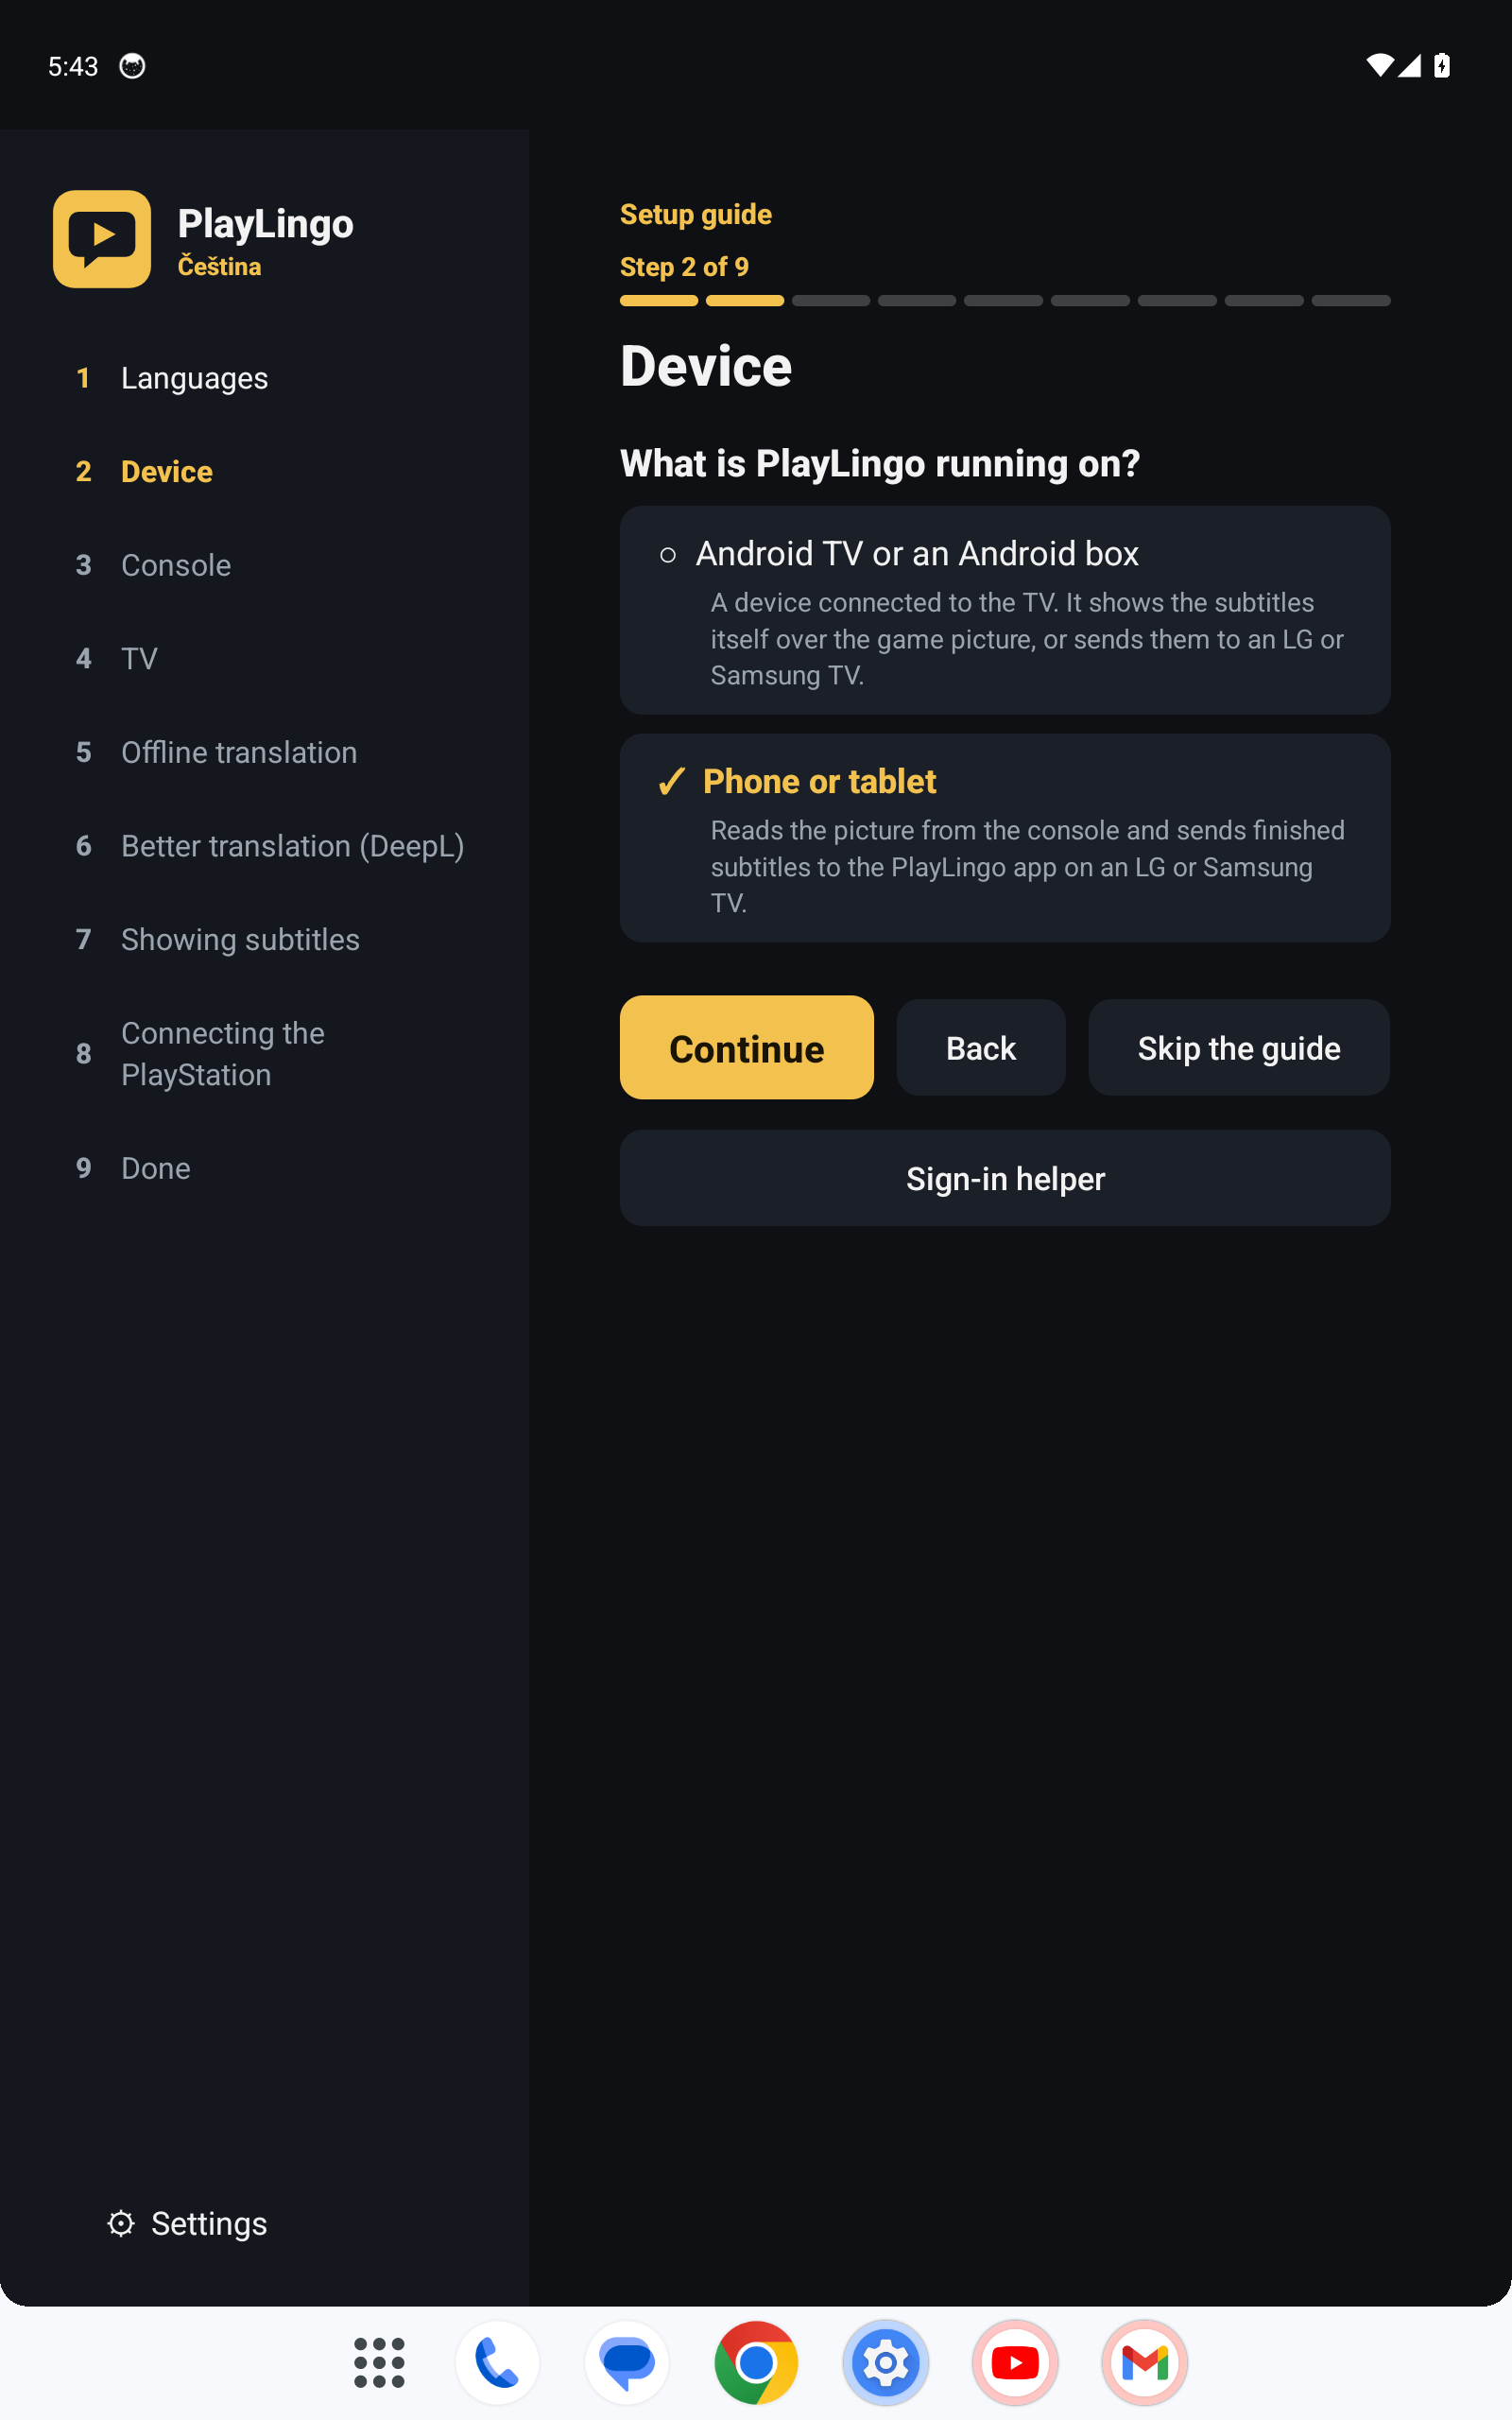 5:43
PlayLingo
Čeština
1 Languages
2 Device
3 Console
4 TV
5 Offline translation
6 Better translation (DeepL)
7 Showing subtitles
8 Connecting the
PlayStation
9 Done
Settings
Setup guide
Step 2 of 9
Device
What is PlayLingo running on?
Android TV or an Android box
A device connected to the TV. It shows the subtitles
itself over the game picture, or sends them to an LG or
Samsung TV.
✓ Phone or tablet
Reads the picture from the console and sends finished
subtitles to the PlayLingo app on an LG or Samsung
TV.
Continue
Back
Skip the guide
Sign-in helper